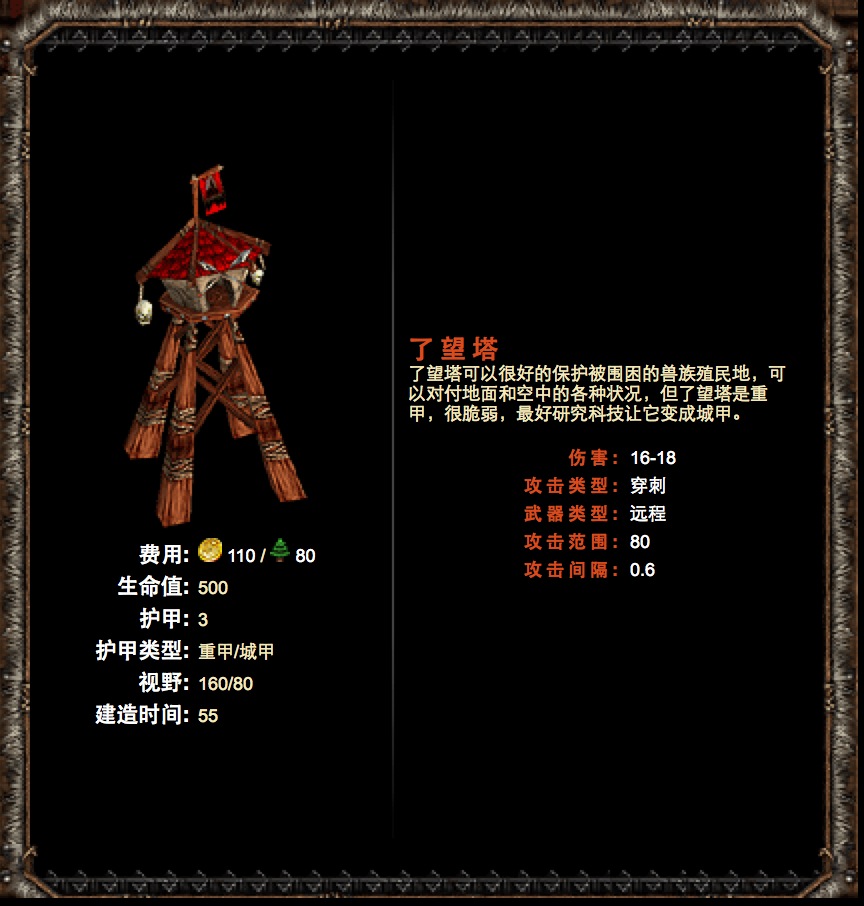 了望塔
了望塔可以很好的保护被围困的兽族殖民地，可
以对付地面和空中的各种状况，但了望塔是重
甲，很脆弱，最好研究科技让它变成城甲。
伤害：16-18
攻击类型：穿刺
武器类型：远程
攻击范围：80
攻击间隔：0.6
费用: 110 / 80
生命值: 500
护甲: 3
护甲类型: 重甲/城甲
视野: 160/80
建造时间: 55